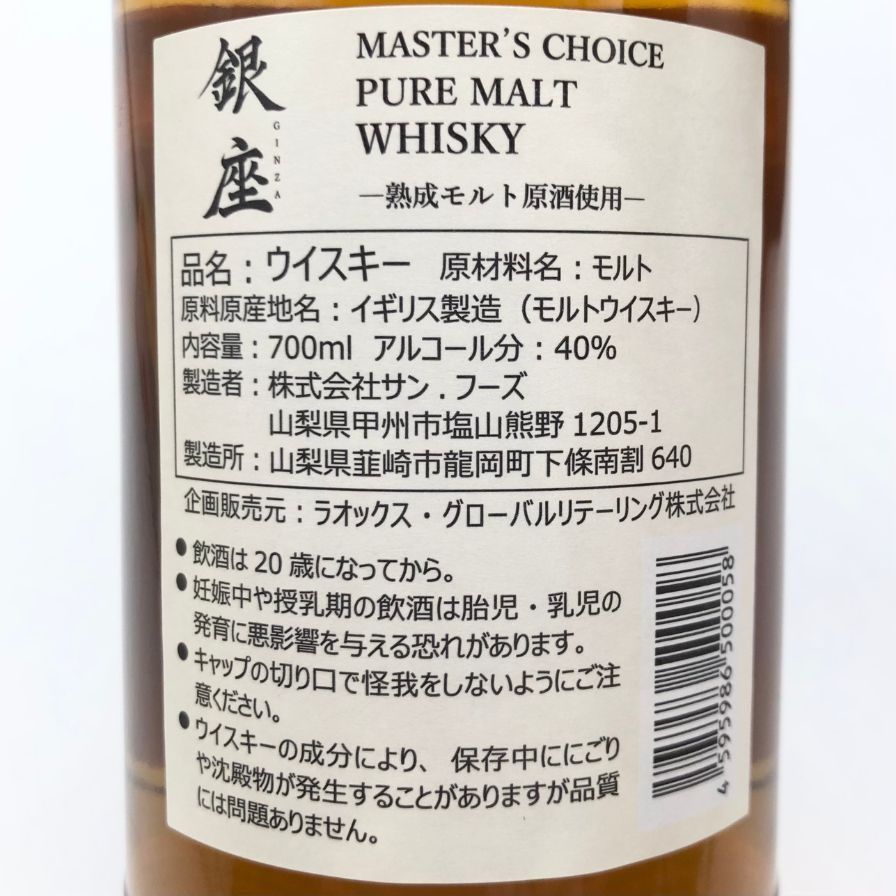 銀座
GINZA
MASTER'S CHOICE
PURE MALT
WHISKY
―熟成モルト原酒使用―
品名：ウイスキー 原材料名：モルト
原料原産地名：イギリス製造（モルトウイスキー）
内容量：700ml アルコール分：40%
製造者：株式会社サン.フーズ
山梨県甲州市塩山熊野 1205-1
製造所：山梨県韮崎市龍岡町下條南割 640
企画販売元：ラオックス・グローバルリテーリング株式会社
●飲酒は 20 歳になってから。
●妊娠中や授乳期の飲酒は胎児・乳児の
発育に悪影響を与える恐れがあります。
●キャップの切り口で怪我をしないようにご注
意ください。
●ウイスキーの成分により、保存中ににごり
や沈殿物が発生することがありますが品質
には問題ありません。
4 595986 500058